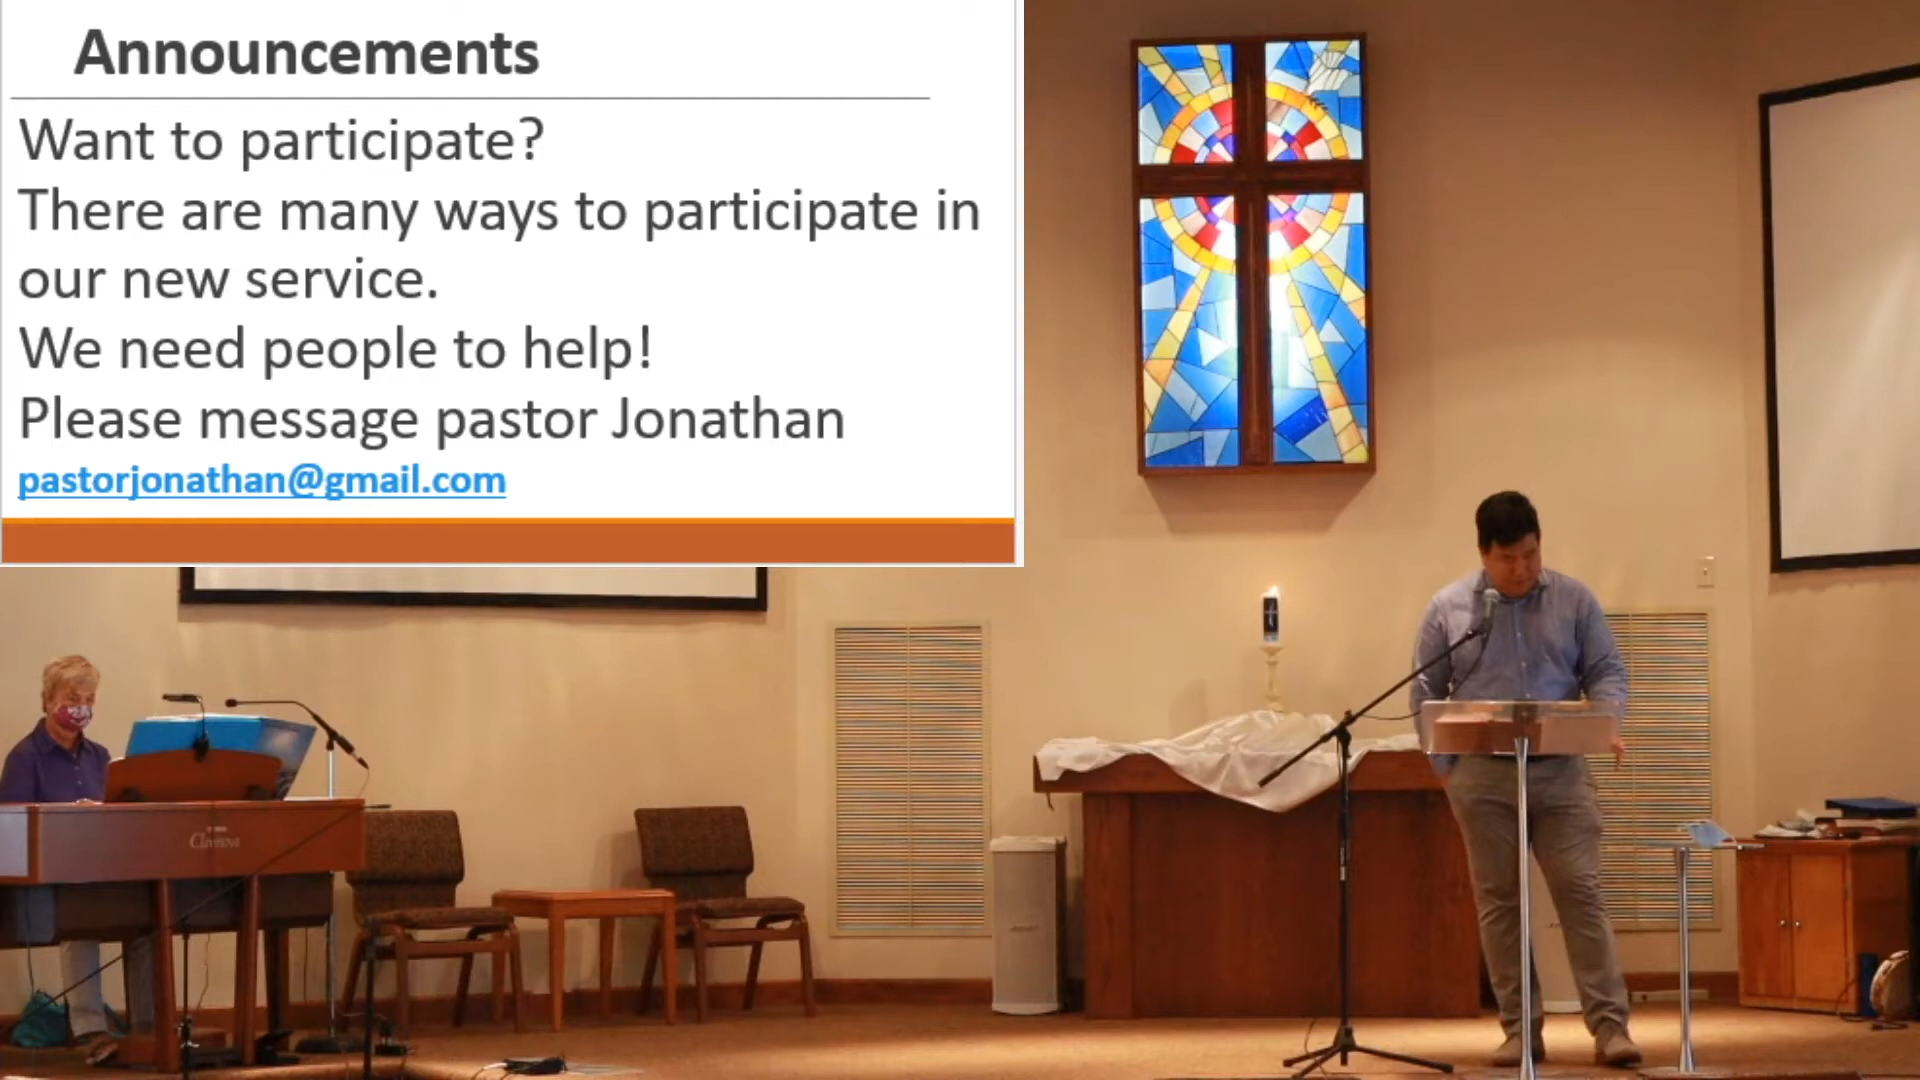 Announcements
Want to participate?
There are many ways to participate in
our new service.
We need people to help!
Please message pastor Jonathan
pastorjonathan@gmail.com
Clavinova